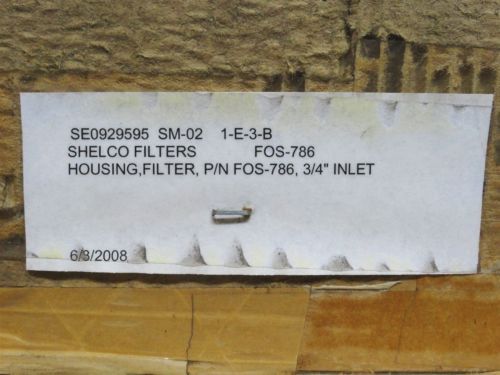 SE0929595 SM-02 1-E-3-B
SHELCO FILTERS FOS-786
HOUSING,FILTER, P/N FOS-786, 3/4" INLET
6/3/2008